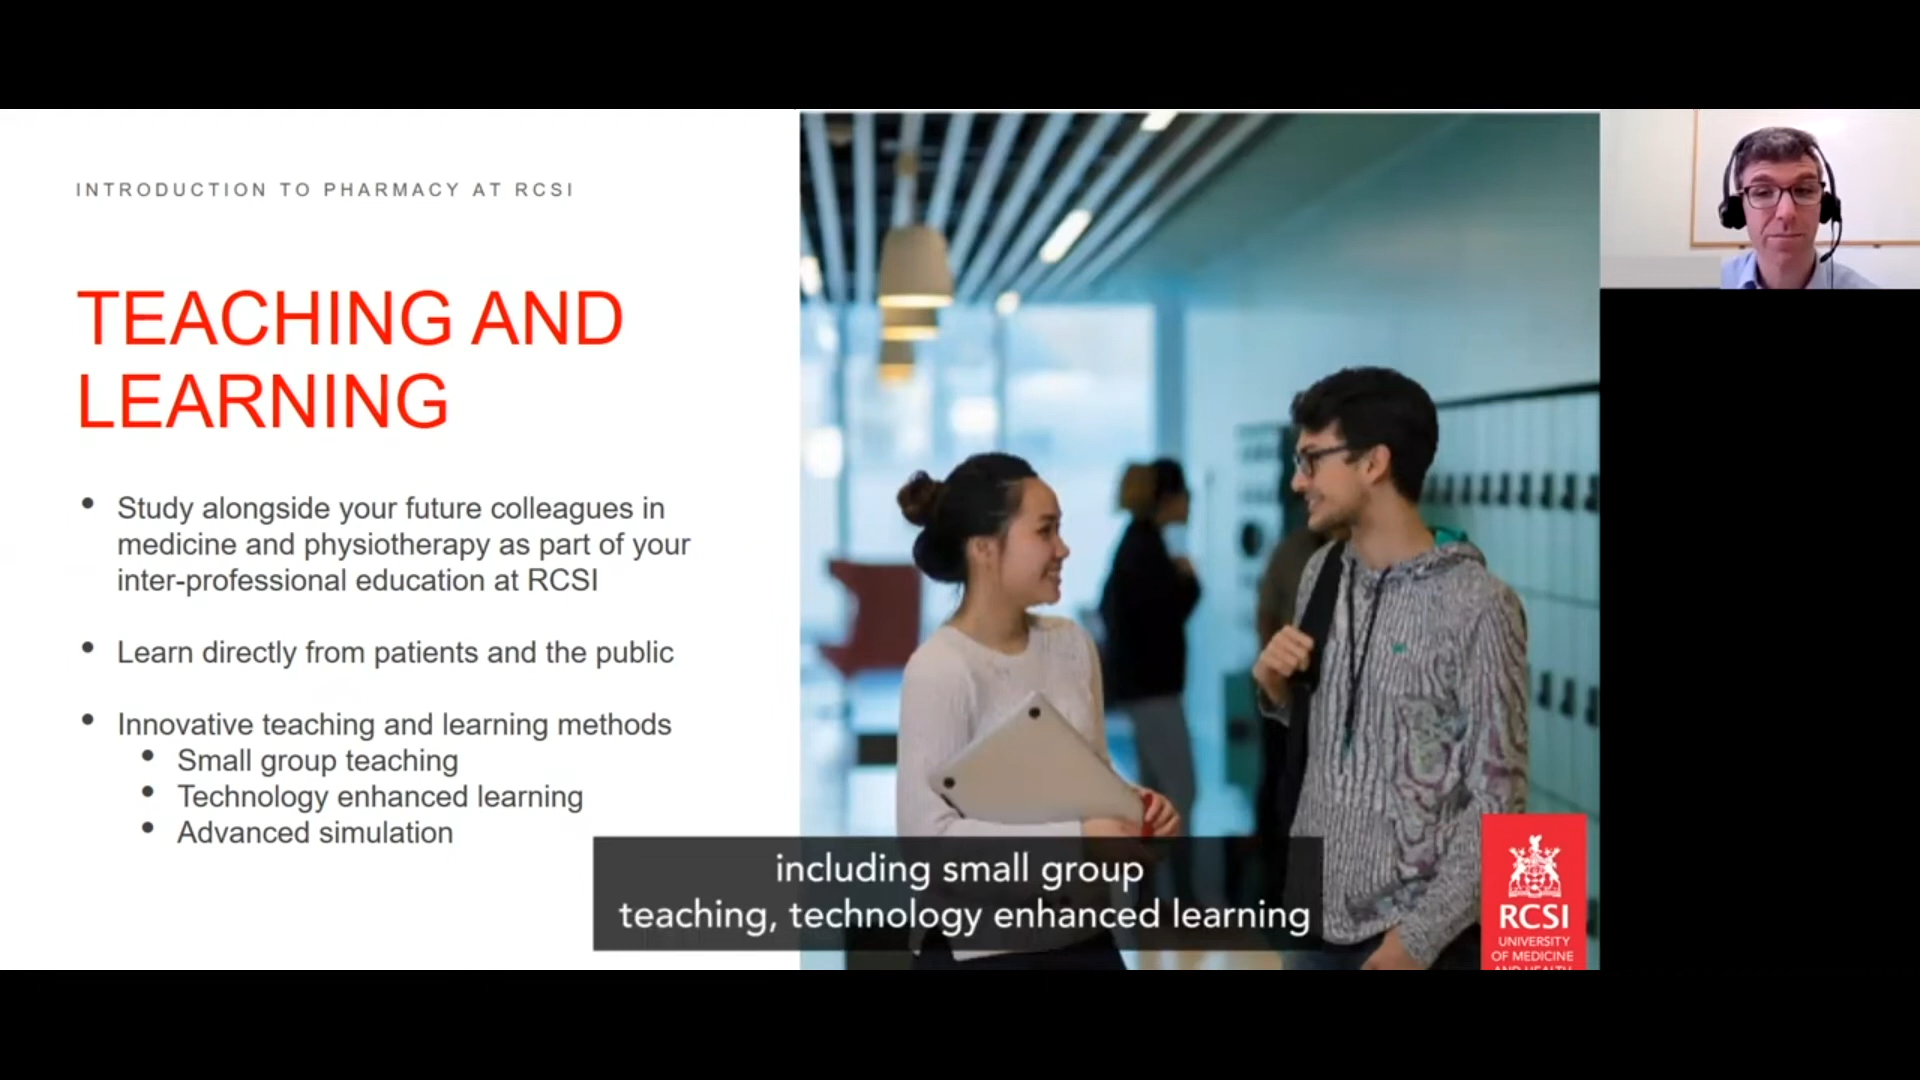 INTRODUCTION TO PHARMACY AT RCSI
TEACHING AND
LEARNING
• Study alongside your future colleagues in
medicine and physiotherapy as part of your
inter-professional education at RCSI
• Learn directly from patients and the public
• Innovative teaching and learning methods
• Small group teaching
• Technology enhanced learning
• Advanced simulation
including small group
teaching, technology enhanced learning
RCSI
UNIVERSITY
OF MEDICINE
AND HEALTH